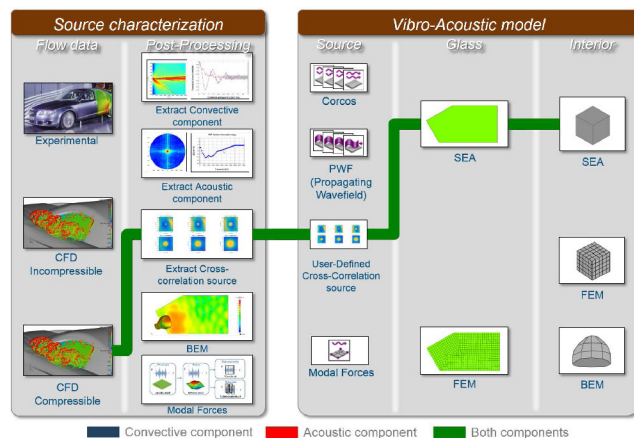 Source characterization
Vibro-Acoustic model
Flow data
Post-Processing
Source
Glass
Interior
Experimental
Extract Convective
component
Corcos
SEA
SEA
Extract Acoustic
component
PWF
(Propagating
Wavefield)
CFD
Incompressible
Extract Cross-
correlation source
User-Defined
Cross-Correlation
source
FEM
CFD
Compressible
BEM
Modal Forces
Modal Forces
FEM
BEM
Convective component
Acoustic component
Both components